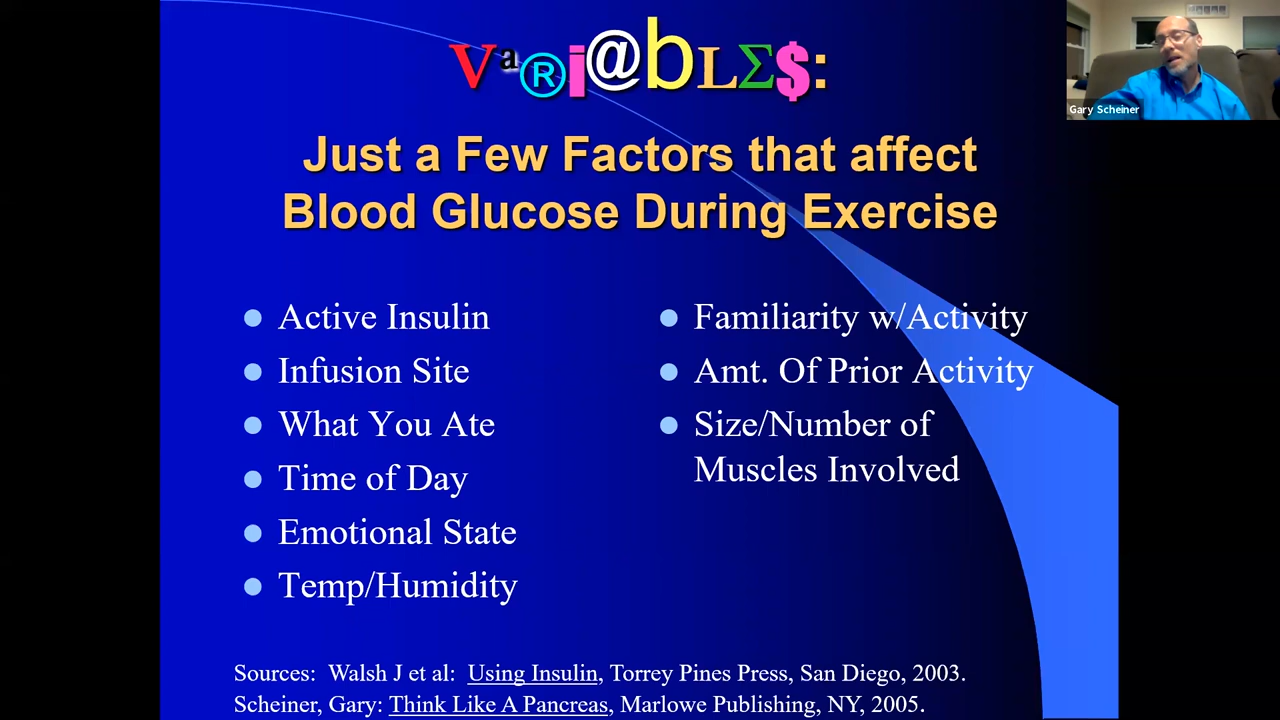 Va®i@bLΣ$:
Gary Scheiner
Just a Few Factors that affect
Blood Glucose During Exercise
Active Insulin
Infusion Site
What You Ate
Time of Day
Emotional State
Temp/Humidity
Familiarity w/Activity
Amt. Of Prior Activity
Size/Number of
Muscles Involved
Sources: Walsh J et al: Using Insulin, Torrey Pines Press, San Diego, 2003.
Scheiner, Gary: Think Like A Pancreas, Marlowe Publishing, NY, 2005.